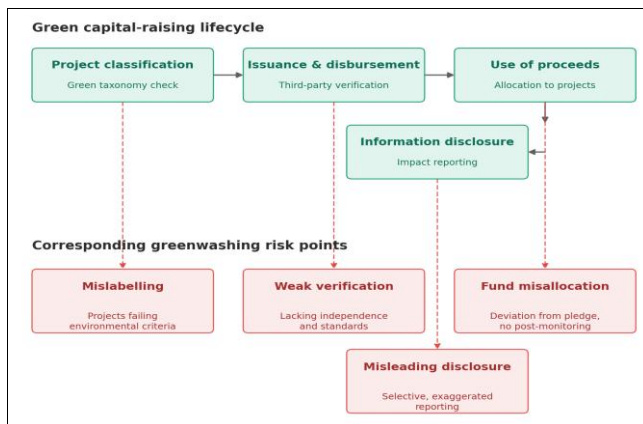 Green capital-raising lifecycle
Project classification
Green taxonomy check
Issuance & disbursement
Third-party verification
Use of proceeds
Allocation to projects
Information disclosure
Impact reporting
Corresponding greenwashing risk points
Mislabelling
Projects failing
environmental criteria
Weak verification
Lacking independence
and standards
Fund misallocation
Deviation from pledge,
no post-monitoring
Misleading disclosure
Selective, exaggerated
reporting